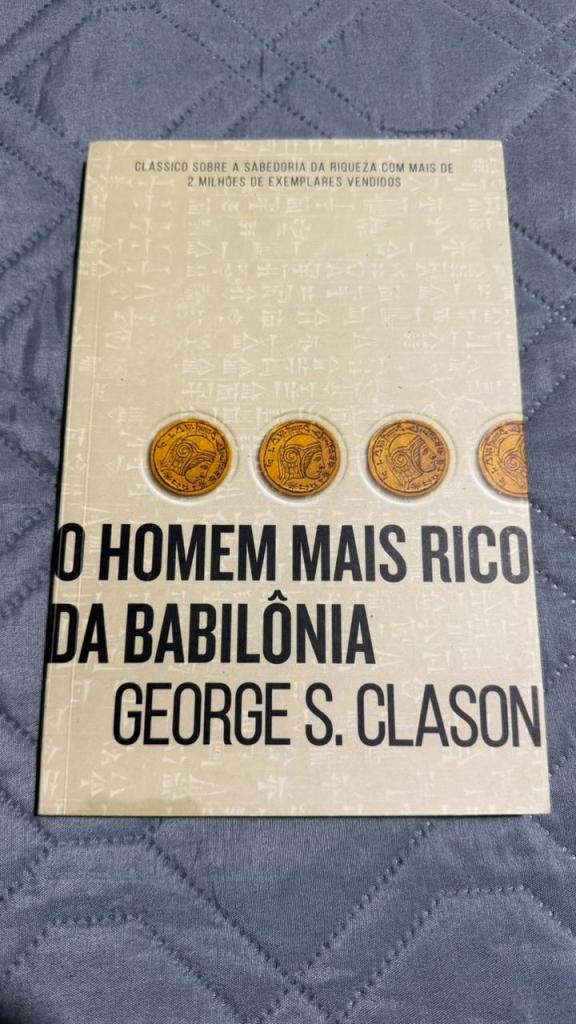 CLÁSSICO SOBRE A SABEDORIA DA RIQUEZA COM MAIS DE
2 MILHÕES DE EXEMPLARES VENDIDOS
O HOMEM MAIS RICO
DA BABILÔNIA
GEORGE S. CLASON